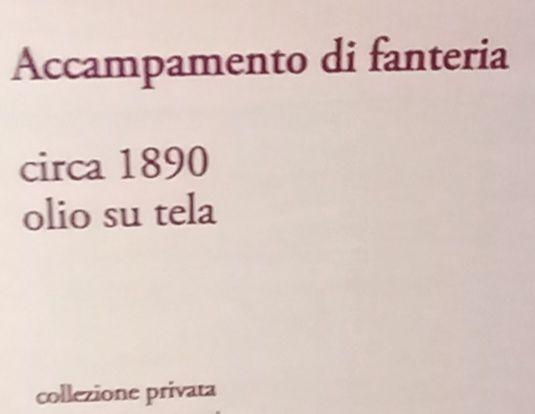 Accampamento di fanteria
circa 1890
olio su tela
collezione privata